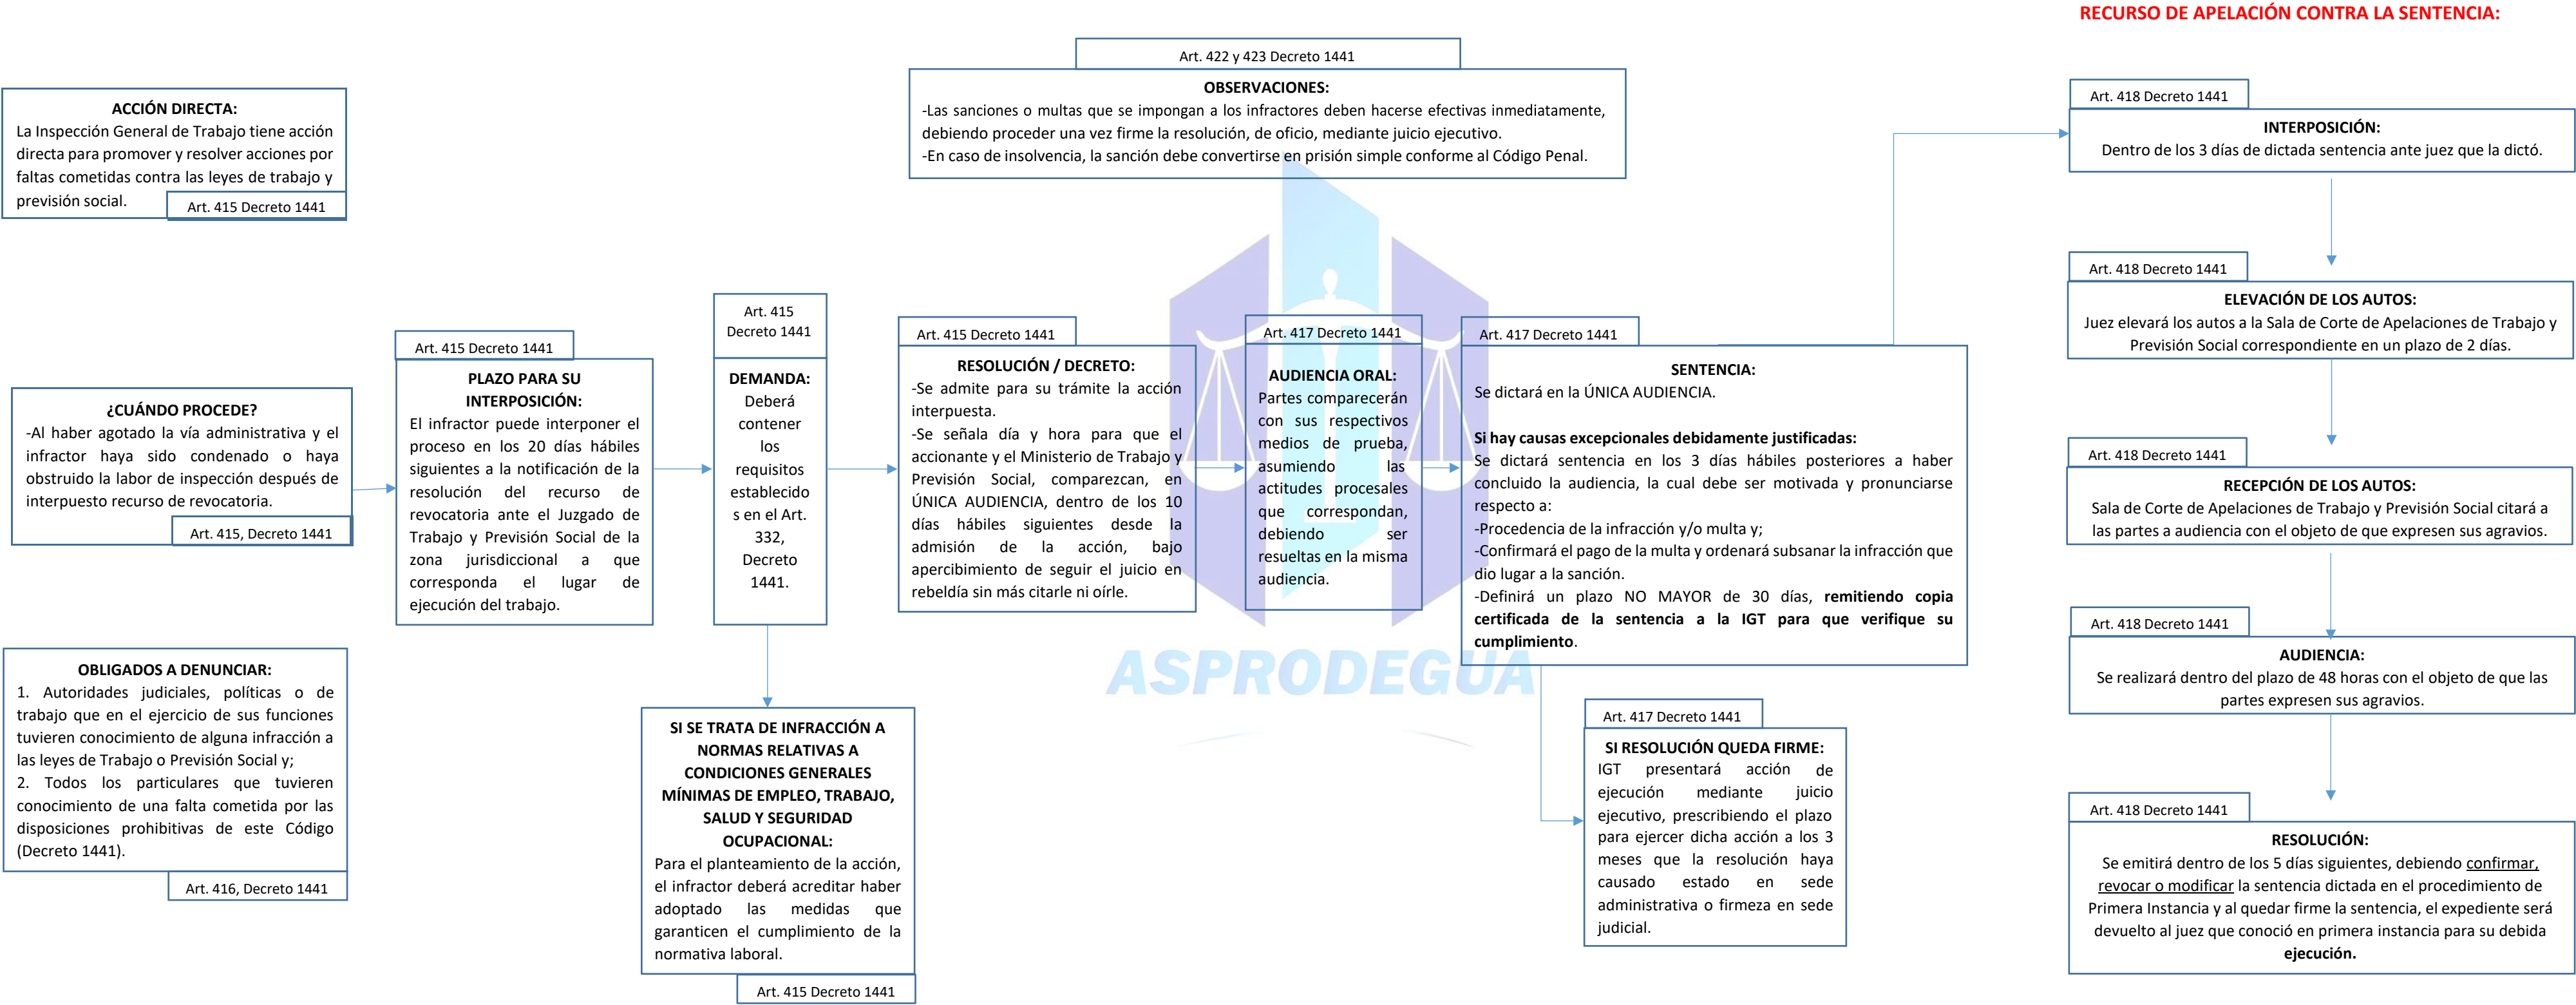 RECURSO DE APELACIÓN CONTRA LA SENTENCIA:
ACCIÓN DIRECTA:
La Inspección General de Trabajo tiene acción
directa para promover y resolver acciones por
faltas cometidas contra las leyes de trabajo y
previsión social.
Art. 415 Decreto 1441
Art. 422 y 423 Decreto 1441
OBSERVACIONES:
-Las sanciones o multas que se impongan a los infractores deben hacerse efectivas inmediatamente,
debiendo proceder una vez firme la resolución, de oficio, mediante juicio ejecutivo.
-En caso de insolvencia, la sanción debe convertirse en prisión simple conforme al Código Penal.
¿CUÁNDO PROCEDE?
-Al haber agotado la vía administrativa y el
infractor haya sido condenado o haya
obstruido la labor de inspección después de
interpuesto recurso de revocatoria.
Art. 415, Decreto 1441
OBLIGADOS A DENUNCIAR:
1. Autoridades judiciales, políticas o de
trabajo que en el ejercicio de sus funciones
tuvieren conocimiento de alguna infracción a
las leyes de Trabajo o Previsión Social y;
2. Todos los particulares que tuvieren
conocimiento de una falta cometida por las
disposiciones prohibitivas de este Código
(Decreto 1441).
Art. 416, Decreto 1441
Art. 415 Decreto 1441
PLAZO PARA SU
INTERPOSICIÓN:
El infractor puede interponer el
proceso en los 20 días hábiles
siguientes a la notificación de la
resolución del recurso de
revocatoria ante el Juzgado de
Trabajo y Previsión Social de la
zona jurisdiccional a que
corresponda el lugar de
ejecución del trabajo.
Art. 415
Decreto 1441
DEMANDA:
Deberá
contener
los
requisitos
establecido
s en el Art.
332,
Decreto
1441.
SI SE TRATA DE INFRACCIÓN A
NORMAS RELATIVAS A
CONDICIONES GENERALES
MÍNIMAS DE EMPLEO, TRABAJO,
SALUD Y SEGURIDAD
OCUPACIONAL:
Para el planteamiento de la acción,
el infractor deberá acreditar haber
adoptado las medidas que
garanticen el cumplimiento de la
normativa laboral.
Art. 415 Decreto 1441
Art. 415 Decreto 1441
RESOLUCIÓN / DECRETO:
-Se admite para su trámite la acción
interpuesta.
-Se señala día y hora para que el
accionante y el Ministerio de Trabajo y
Previsión Social, comparezcan, en
ÚNICA AUDIENCIA, dentro de los 10
días hábiles siguientes desde la
admisión de la acción, bajo
apercibimiento de seguir el juicio en
rebeldía sin más citarle ni oírle.
Art. 417 Decreto 1441
AUDIENCIA ORAL:
Partes comparecerán
con sus respectivos
medios de prueba,
asumiendo las
actitudes procesales
que correspondan,
debiendo ser
resueltas en la misma
audiencia.
Art. 417 Decreto 1441
SENTENCIA:
Se dictará en la ÚNICA AUDIENCIA.
Si hay causas excepcionales debidamente justificadas:
Se dictará sentencia en los 3 días hábiles posteriores a haber
concluido la audiencia, la cual debe ser motivada y pronunciarse
respecto a:
-Procedencia de la infracción y/o multa y;
-Confirmará el pago de la multa y ordenará subsanar la infracción que
dio lugar a la sanción.
-Definirá un plazo NO MAYOR de 30 días, remitiendo copia
certificada de la sentencia a la IGT para que verifique su
cumplimiento.
ASPRODEGUA
Art. 417 Decreto 1441
SI RESOLUCIÓN QUEDA FIRME:
IGT presentará acción de
ejecución mediante juicio
ejecutivo, prescribiendo el plazo
para ejercer dicha acción a los 3
meses que la resolución haya
causado estado en sede
administrativa o firmeza en sede
judicial.
Art. 418 Decreto 1441
INTERPOSICIÓN:
Dentro de los 3 días de dictada sentencia ante juez que la dictó.
Art. 418 Decreto 1441
ELEVACIÓN DE LOS AUTOS:
Juez elevará los autos a la Sala de Corte de Apelaciones de Trabajo y
Previsión Social correspondiente en un plazo de 2 días.
Art. 418 Decreto 1441
RECEPCIÓN DE LOS AUTOS:
Sala de Corte de Apelaciones de Trabajo y Previsión Social citará a
las partes a audiencia con el objeto de que expresen sus agravios.
Art. 418 Decreto 1441
AUDIENCIA:
Se realizará dentro del plazo de 48 horas con el objeto de que las
partes expresen sus agravios.
Art. 418 Decreto 1441
RESOLUCIÓN:
Se emitirá dentro de los 5 días siguientes, debiendo confirmar,
revocar o modificar la sentencia dictada en el procedimiento de
Primera Instancia y al quedar firme la sentencia, el expediente será
devuelto al juez que conoció en primera instancia para su debida
ejecución.